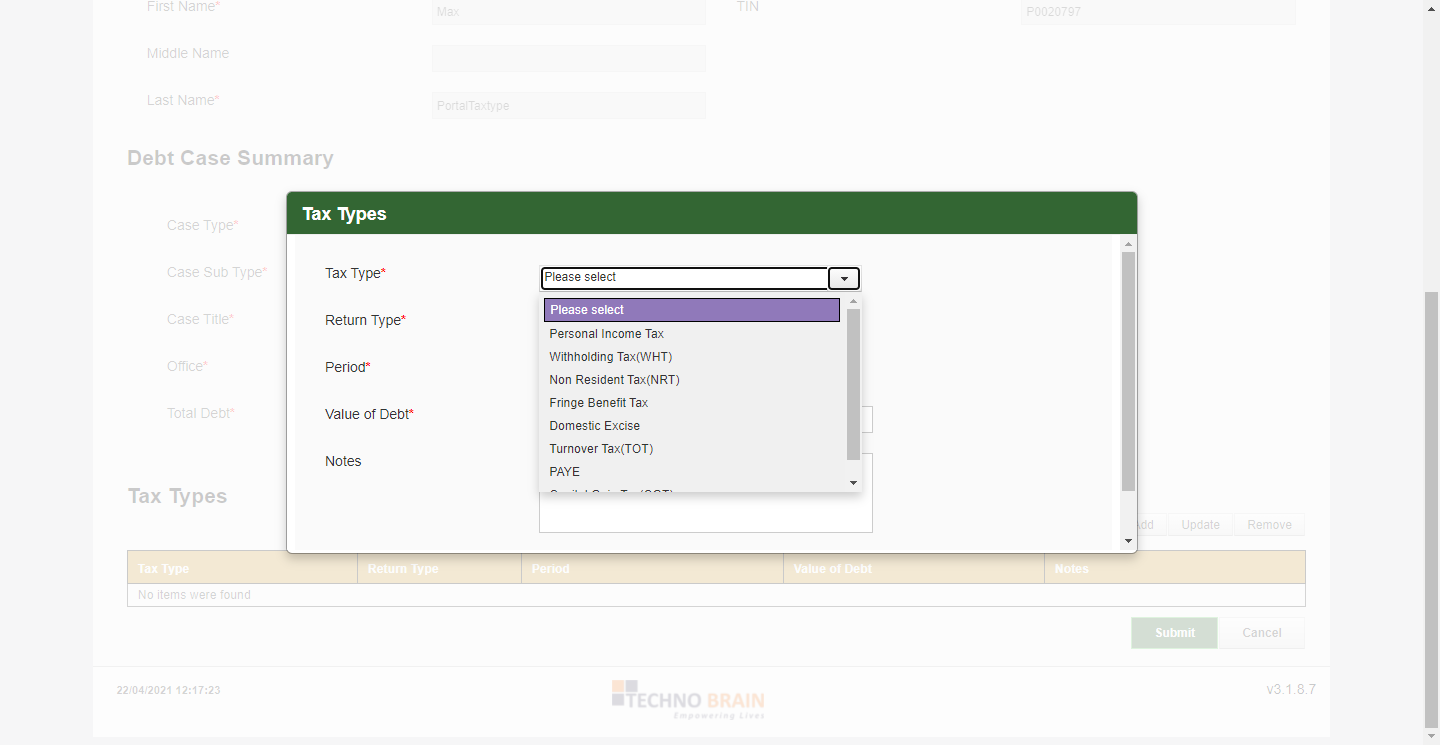 First Name*
Max
TIN
P0020797
Middle Name
Last Name*
PortalTaxtype
Debt Case Summary
Case Type*
Case Sub Type*
Case Title*
Office*
Total Debt*
Tax Types
Tax Type*
Please select
Please select
Personal Income Tax
Withholding Tax(WHT)
Non Resident Tax(NRT)
Fringe Benefit Tax
Domestic Excise
Turnover Tax(TOT)
PAYE
Capital Gain Tax(CGT)
Return Type*
Period*
Value of Debt*
Notes
Tax Types
Update Remove
Tax Type Return Type Period Value of Debt Notes
No items were found
Submit Cancel
22/04/2021 12:17:23
TECHNO BRAIN
Empowering Lives
v3.1.8.7